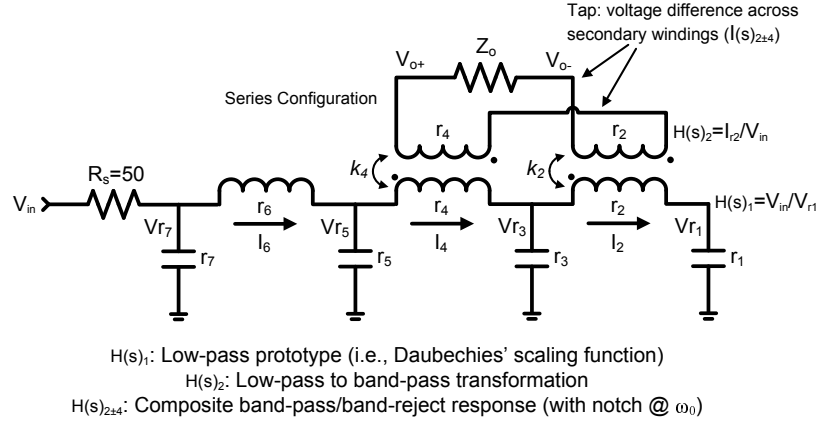 Tap: voltage difference across
secondary windings (I(s)₂±₄)
Vₒ₊
Zₒ
Vₒ₋
Series Configuration
r₄
r₂
H(s)₂=Iᵣ₂/Vᵢₙ
Rₛ=50
k₄
k₂
Vᵢₙ
r₆
r₄
r₂
H(s)₁=Vᵢₙ/Vᵣ₁
Vr₇
I₆
Vr₅
I₄
Vr₃
I₂
Vr₁
r₇
r₅
r₃
r₁
H(s)₁: Low-pass prototype (i.e., Daubechies' scaling function)
H(s)₂: Low-pass to band-pass transformation
H(s)₂±₄: Composite band-pass/band-reject response (with notch @ ω₀)